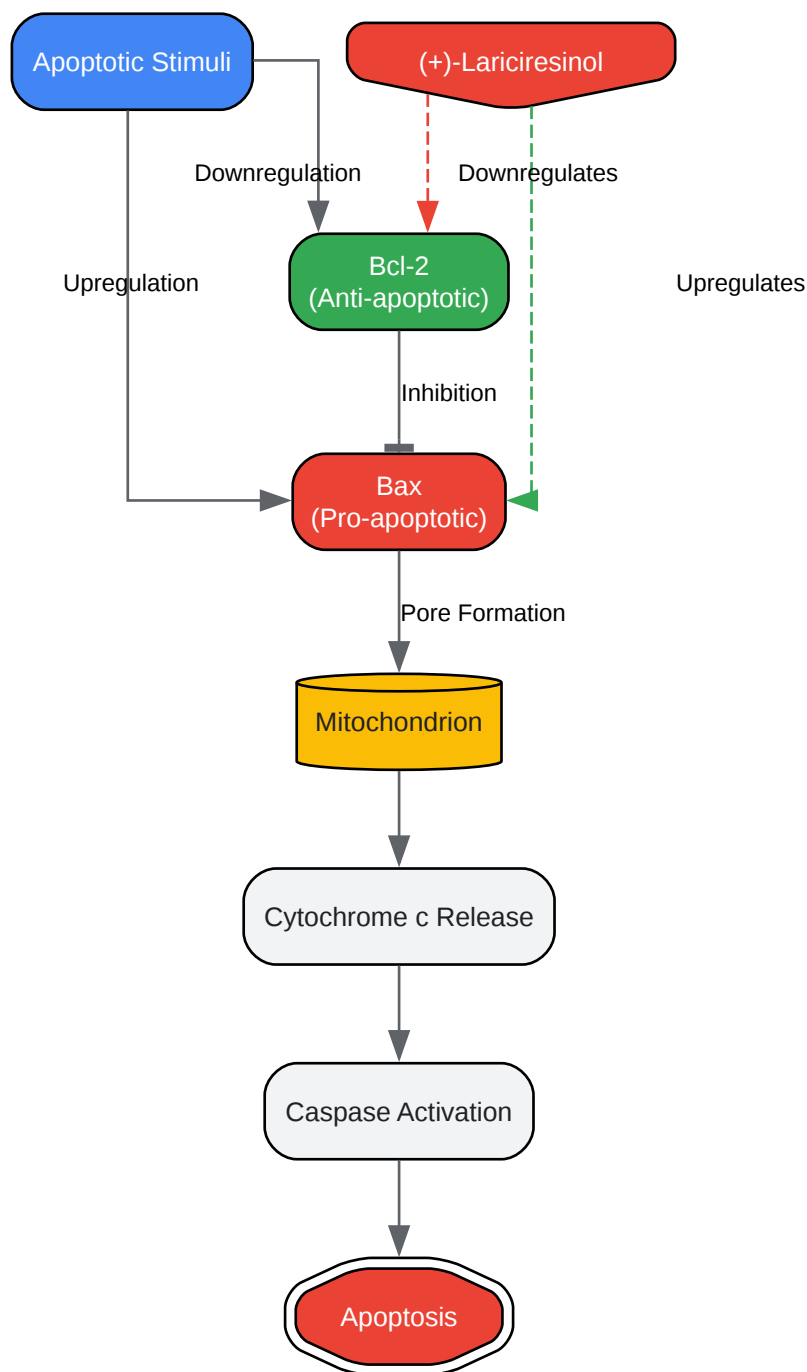 Apoptotic Stimuli
(+)-Lariciresinol
Downregulation
Downregulates
Bcl-2
(Anti-apoptotic)
Upregulation
Upregulates
Inhibition
Bax
(Pro-apoptotic)
Pore Formation
Mitochondrion
Cytochrome c Release
Caspase Activation
Apoptosis